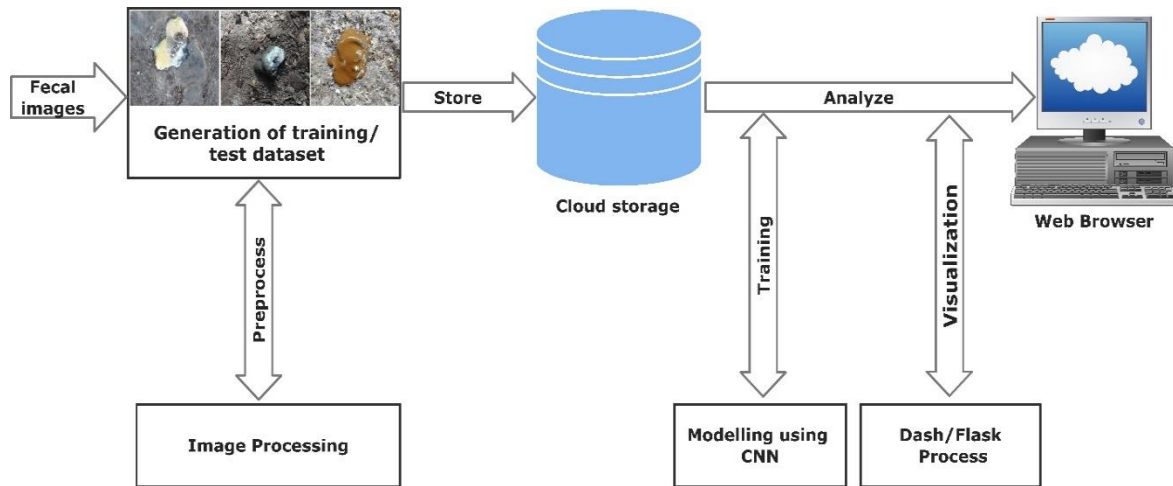 Fecal
images
Generation of training/
test dataset
Store
Cloud storage
Analyze
Web Browser
Preprocess
Training
Visualization
Image Processing
Modelling using
CNN
Dash/Flask
Process